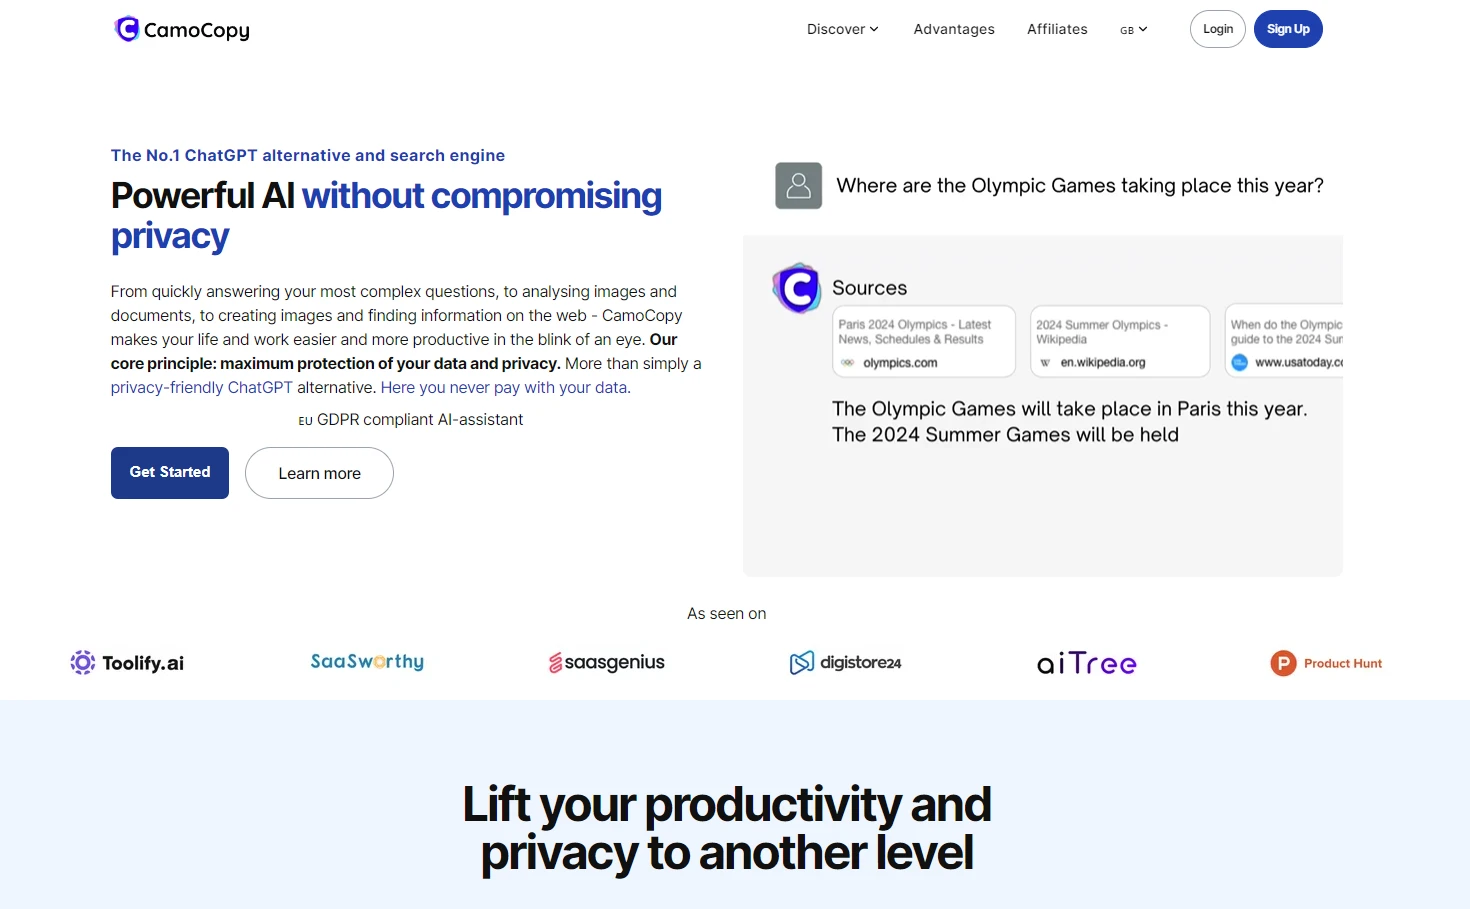 CamoCopy
Discover
Advantages
Affiliates
GB
Login
Sign Up
The No.1 ChatGPT alternative and search engine
Powerful AI without compromising
privacy
From quickly answering your most complex questions, to analysing images and
documents, to creating images and finding information on the web - CamoCopy
makes your life and work easier and more productive in the blink of an eye. Our
core principle: maximum protection of your data and privacy. More than simply a
privacy-friendly ChatGPT alternative. Here you never pay with your data.
EU GDPR compliant AI-assistant
Get Started
Learn more
Where are the Olympic Games taking place this year?
Sources
Paris 2024 Olympics - Latest
News, Schedules & Results
olympics.com
2024 Summer Olympics -
Wikipedia
W en.wikipedia.org
When do the Olympic
guide to the 2024 Sum
www.usatoday.co
The Olympic Games will take place in Paris this year.
The 2024 Summer Games will be held
As seen on
Toolify.ai
SaaSworthy
saasgenius
digistore24
aiTree
P Product Hunt
Lift your productivity and
privacy to another level